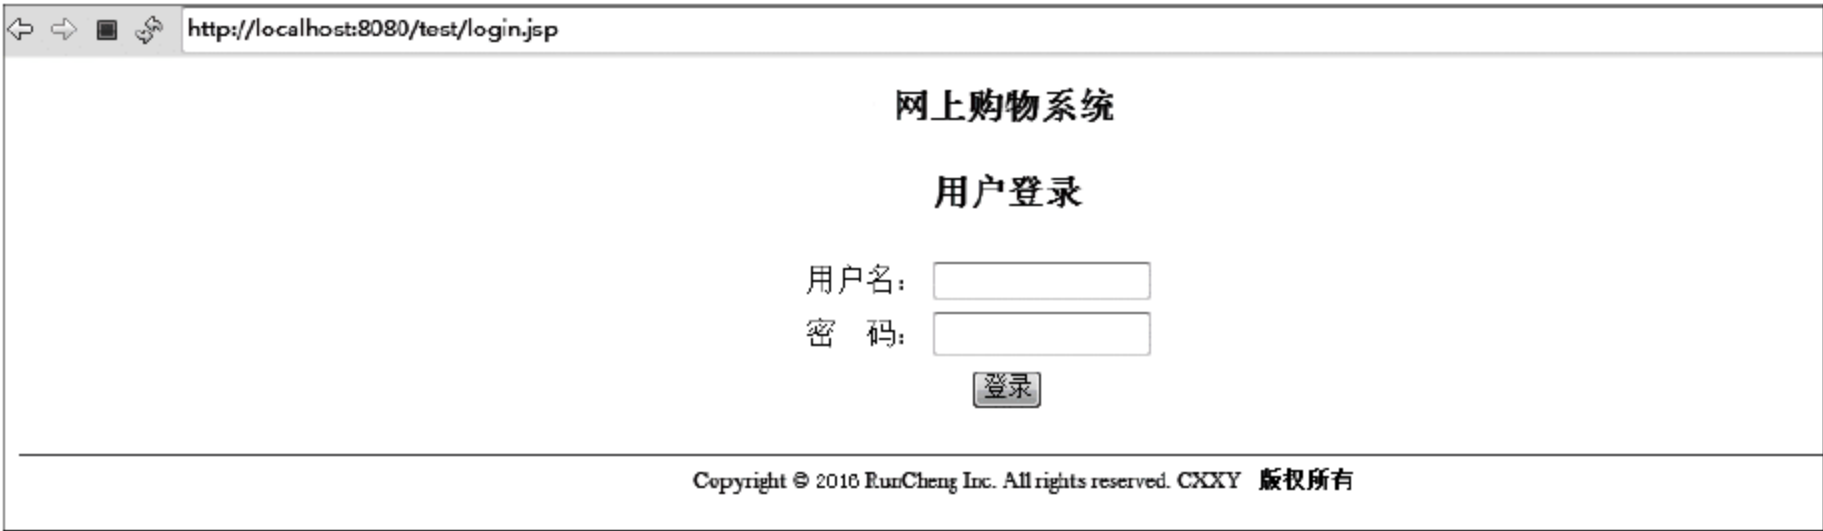 http://localhost:8080/test/login.jsp
网上购物系统
用户登录
用户名：
密　码：
登录
Copyright © 2016 RunCheng Inc. All rights reserved. CXXY 版权所有